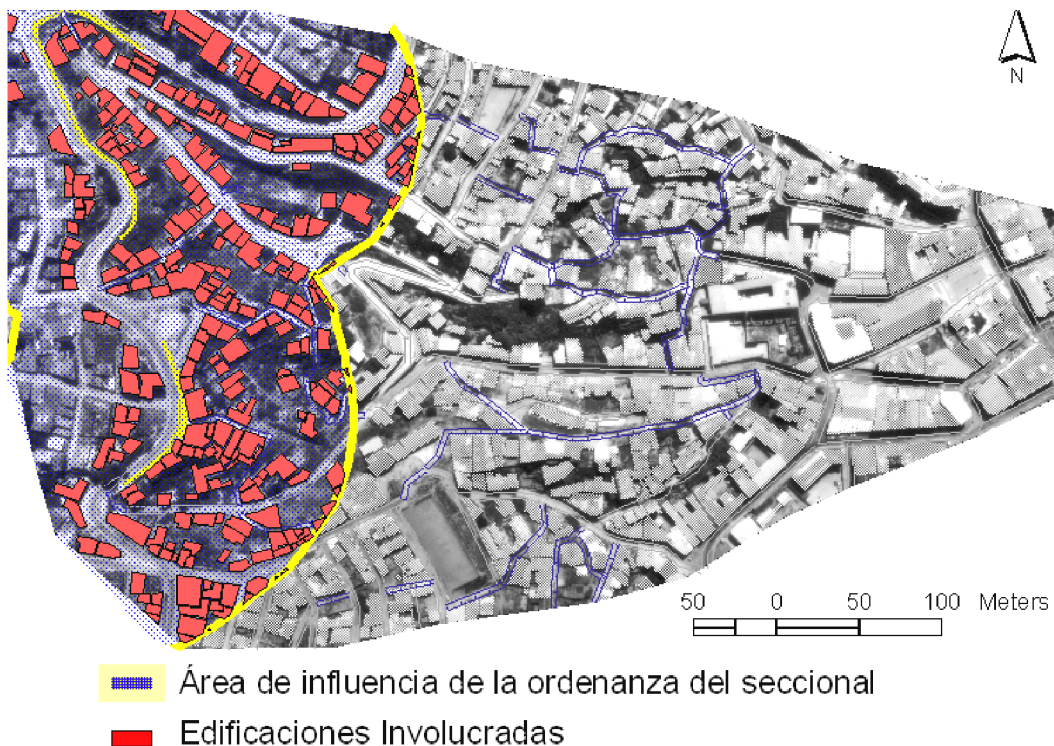 N
50 0 50 100 Meters
Área de influencia de la ordenanza del seccional
Edificaciones Involucradas